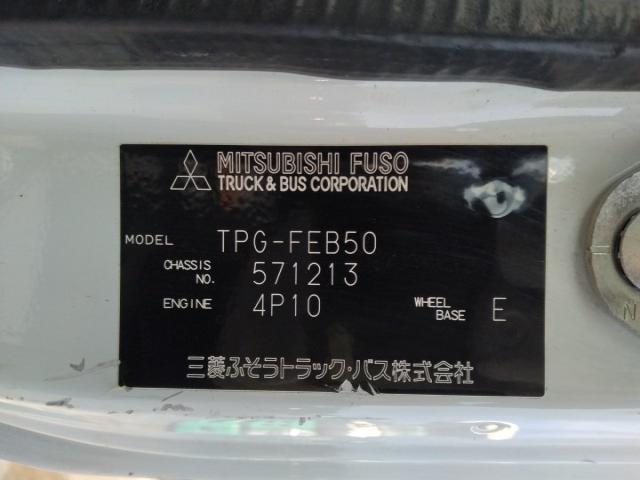 MITSUBISHI FUSO
TRUCK & BUS CORPORATION
MODEL TPG-FEB50
CHASSIS NO. 571213
ENGINE 4P10 WHEEL BASE E
三菱ふそうトラック・バス株式会社
N